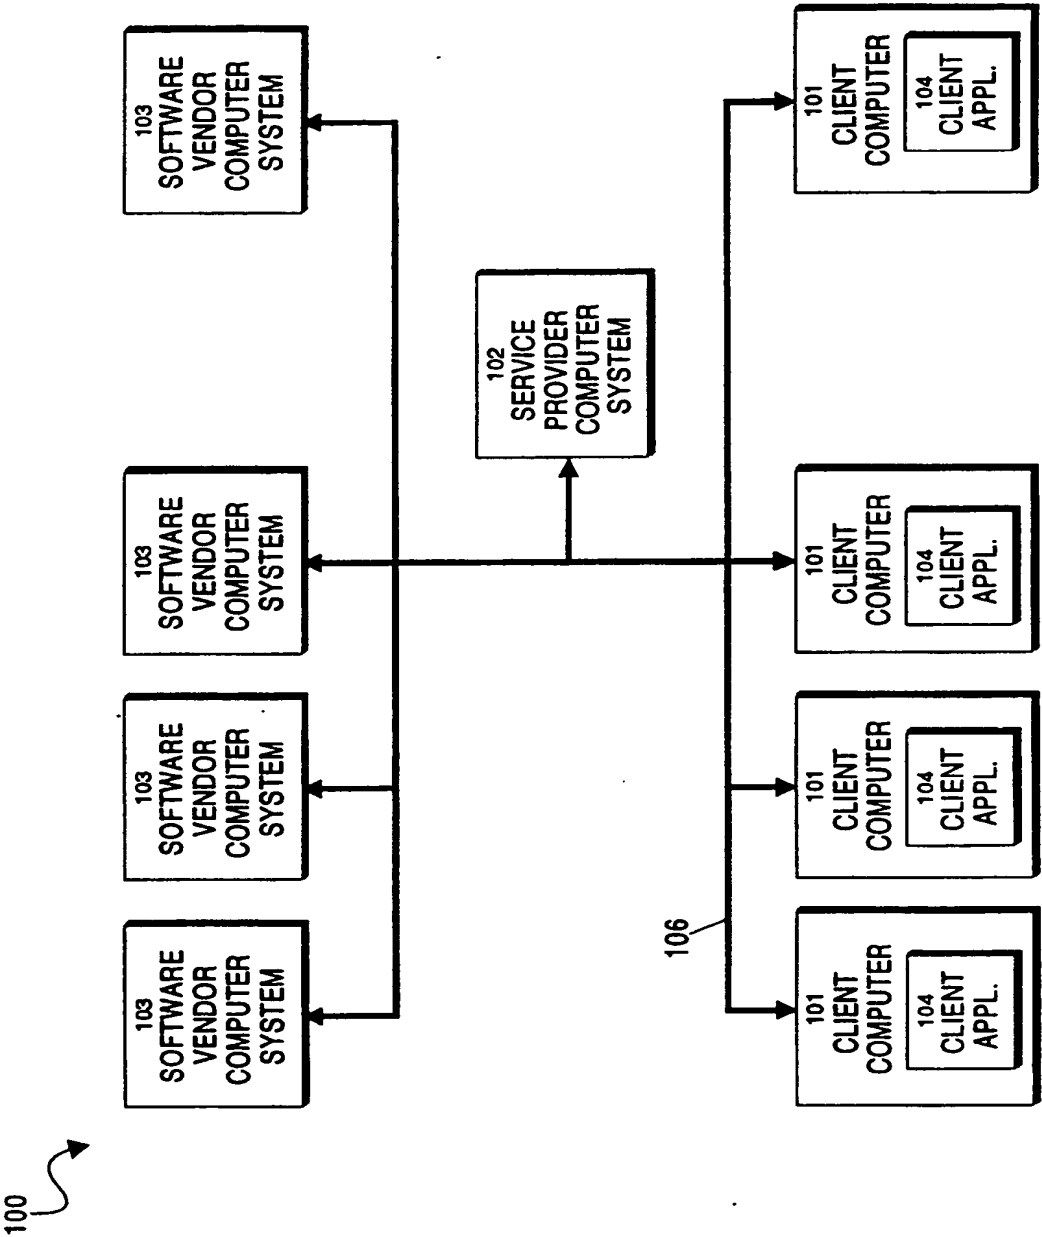 100
103
SOFTWARE
VENDOR
COMPUTER
SYSTEM
103
SOFTWARE
VENDOR
COMPUTER
SYSTEM
103
SOFTWARE
VENDOR
COMPUTER
SYSTEM
103
SOFTWARE
VENDOR
COMPUTER
SYSTEM
102
SERVICE
PROVIDER
COMPUTER
SYSTEM
106
101
CLIENT
COMPUTER
104
CLIENT
APPL.
101
CLIENT
COMPUTER
104
CLIENT
APPL.
101
CLIENT
COMPUTER
104
CLIENT
APPL.
101
CLIENT
COMPUTER
104
CLIENT
APPL.